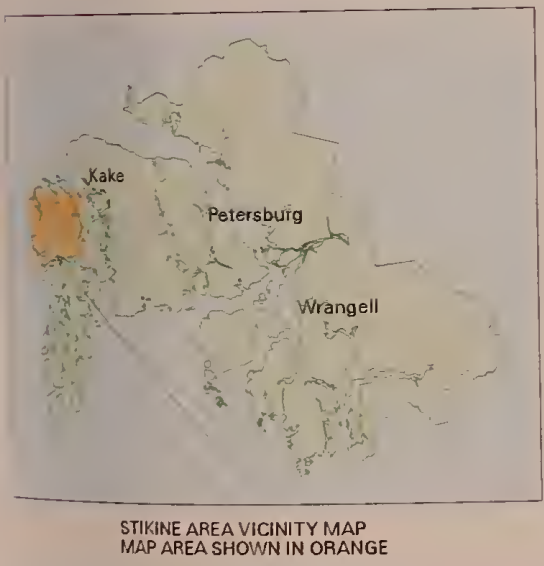 Kake
Petersburg
Wrangell
STIKINE AREA VICINITY MAP
MAP AREA SHOWN IN ORANGE